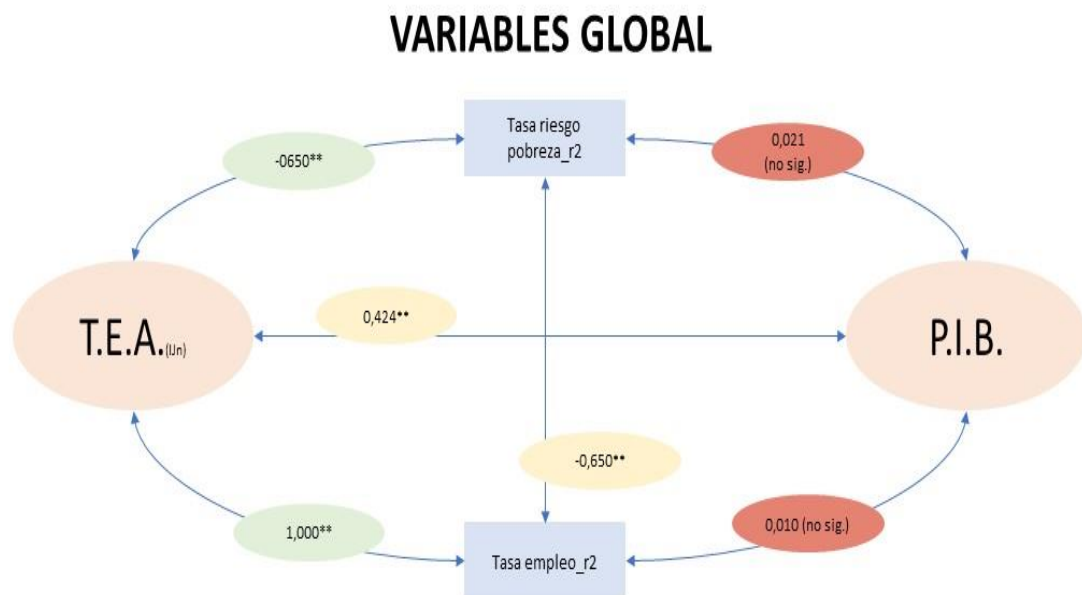 VARIABLES GLOBAL
Tasa riesgo
pobreza_r2
-0650**
0,021
(no sig.)
T.E.A.(IJn)
0,424**
P.I.B.
-0,650**
1,000**
Tasa empleo_r2
0,010 (no sig.)